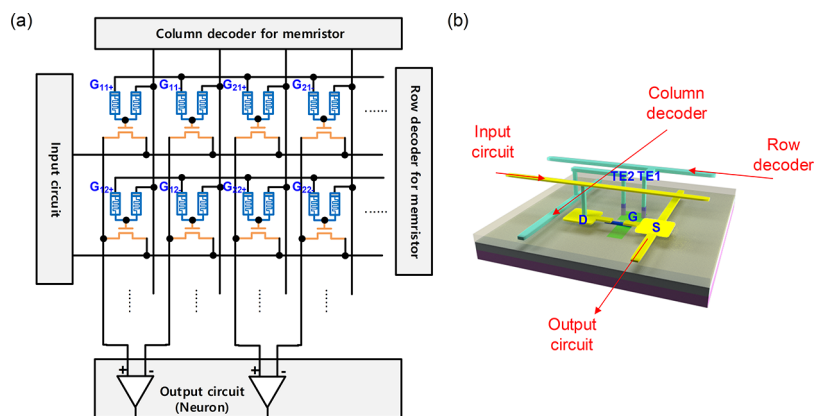 (a)
Column decoder for memristor
Input circuit
Row decoder for memristor
G11+ G11- G21+ G21-
......
G12+ G12- G22+ G22-
......
...... ...... ...... ......
+ - + -
Output circuit
(Neuron)
(b)
Column
decoder
Input
circuit
Row
decoder
TE2 TE1
D G S
Output
circuit